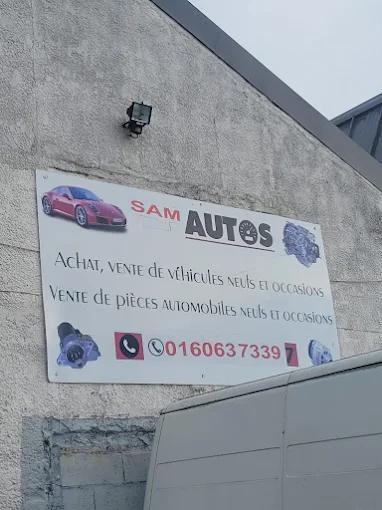 SAM AUTOS
ACHAT, VENTE DE VÉHICULES NEUFS ET OCCASIONS
VENTE DE PIÈCES AUTOMOBILES NEUFS ET OCCASIONS
0160637339 7